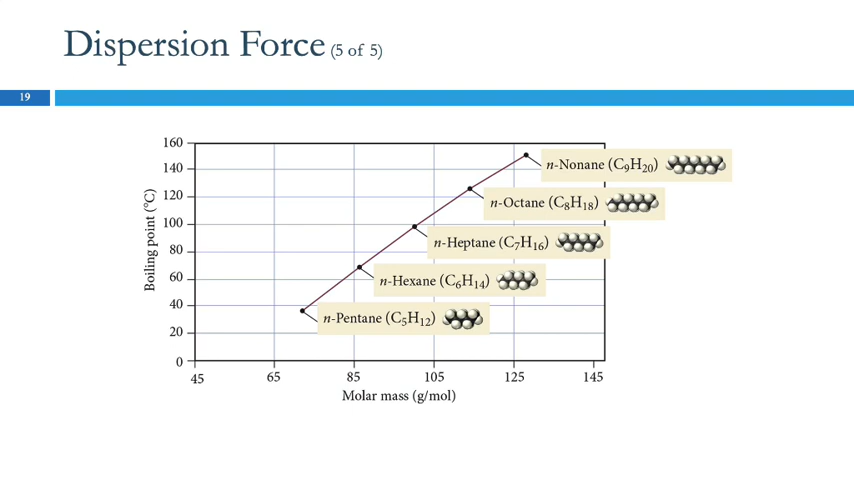 Dispersion Force (5 of 5)
19
160
140
120
100
80
60
40
20
0
Boiling point (°C)
n-Nonane (C₉H₂₀)
n-Octane (C₈H₁₈)
n-Heptane (C₇H₁₆)
n-Hexane (C₆H₁₄)
n-Pentane (C₅H₁₂)
45
65
85
105
125
145
Molar mass (g/mol)